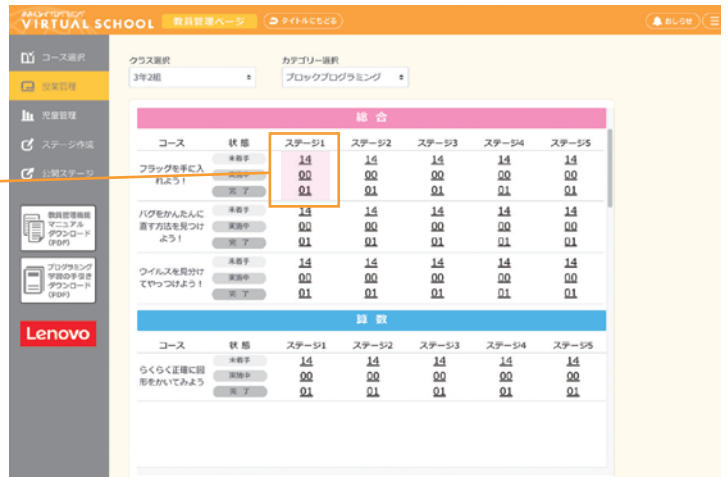 みんなでプログラミング
VIRTUAL SCHOOL 教員管理ページ タイトルにもどる おしらせ
コース選択
授業管理
児童管理
ステージ作成
公開ステージ
教員管理機能
マニュアル
ダウンロード
(PDF)
プログラミング
学習の手引き
ダウンロード
(PDF)
Lenovo
クラス選択 カテゴリー選択
3年2組 ブロックプログラミング
総合
コース 状態 ステージ1 ステージ2 ステージ3 ステージ4 ステージ5
フラッグを手に入
れよう!
未着手 14 14 14 14 14
実施中 00 00 00 00 00
完了 01 01 01 01 01
バグをかんたんに
直す方法を見つけ
よう!
未着手 14 14 14 14 14
実施中 00 00 00 00 00
完了 01 01 01 01 01
ウイルスを見分け
てやっつけよう!
未着手 14 14 14 14 14
実施中 00 00 00 00 00
完了 01 01 01 01 01
算数
コース 状態 ステージ1 ステージ2 ステージ3 ステージ4 ステージ5
らくらく正確に図
形をかいてみよう
未着手 14 14 14 14 14
実施中 00 00 00 00 00
完了 01 01 01 01 01